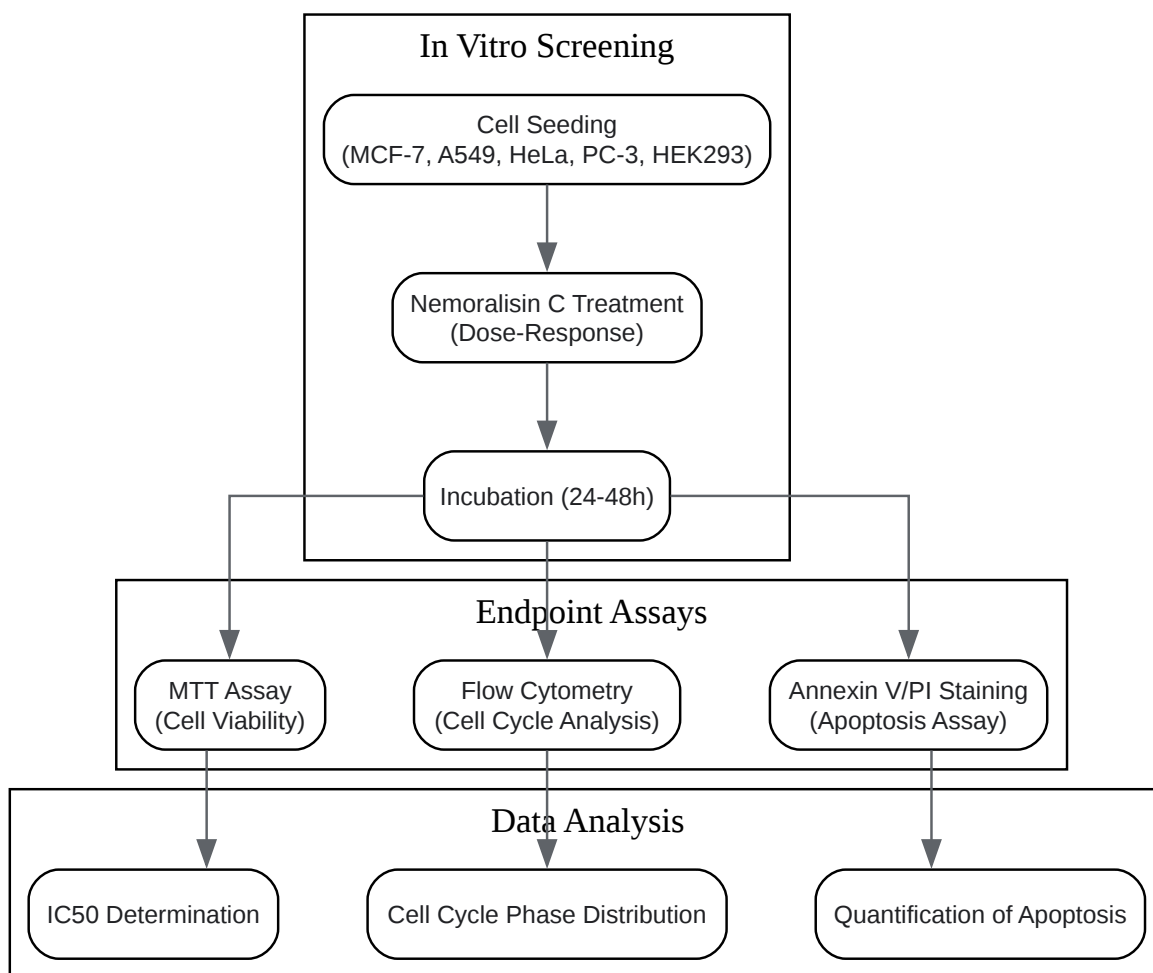 In Vitro Screening
Cell Seeding
(MCF-7, A549, HeLa, PC-3, HEK293)
Nemoralisin C Treatment
(Dose-Response)
Incubation (24-48h)
Endpoint Assays
MTT Assay
(Cell Viability)
Flow Cytometry
(Cell Cycle Analysis)
Annexin V/PI Staining
(Apoptosis Assay)
Data Analysis
IC50 Determination
Cell Cycle Phase Distribution
Quantification of Apoptosis